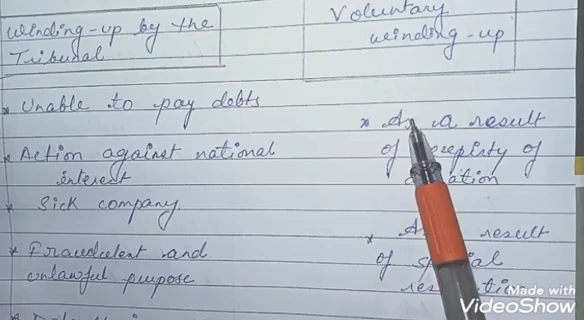 winding-up by the
Tribunal
* Unable to pay debts
* Action against national
interest
* Sick company
* Fraudulent and
unlawful purpose
Voluntary
winding-up
* a result
of of
* result
of
Made with
VideoShow